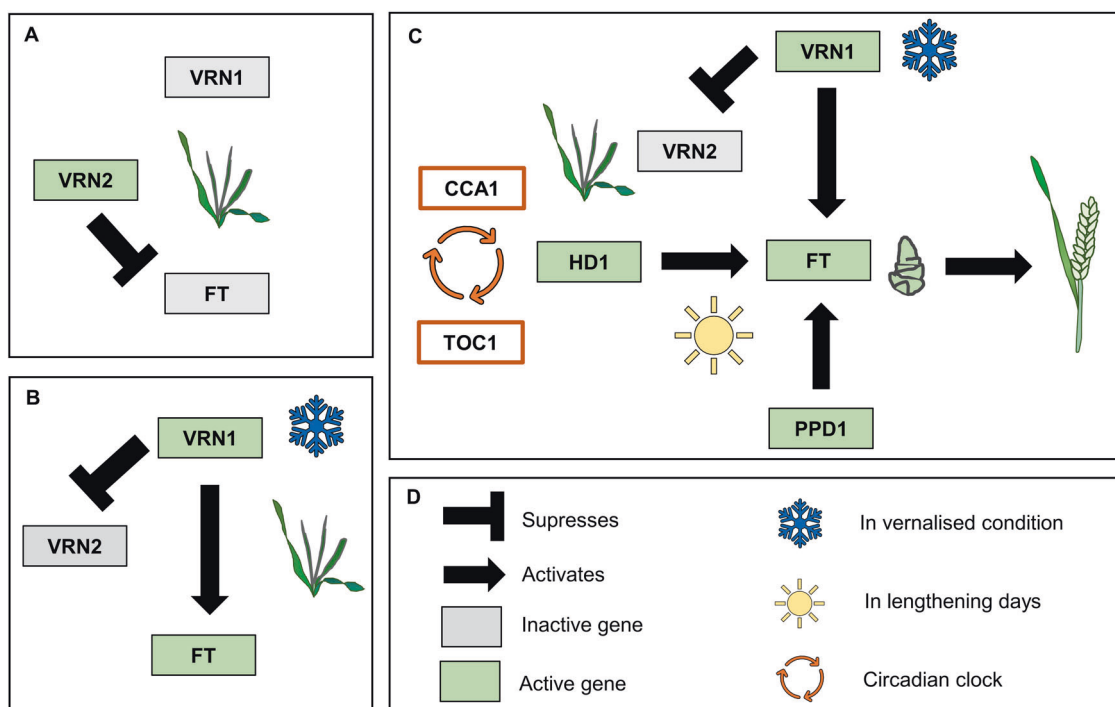 A
VRN1
VRN2
FT
B
VRN1
VRN2
FT
C
VRN1
VRN2
CCA1
HD1
FT
TOC1
PPD1
D
Supresses
In vernalised condition
Activates
In lengthening days
Inactive gene
Active gene
Circadian clock